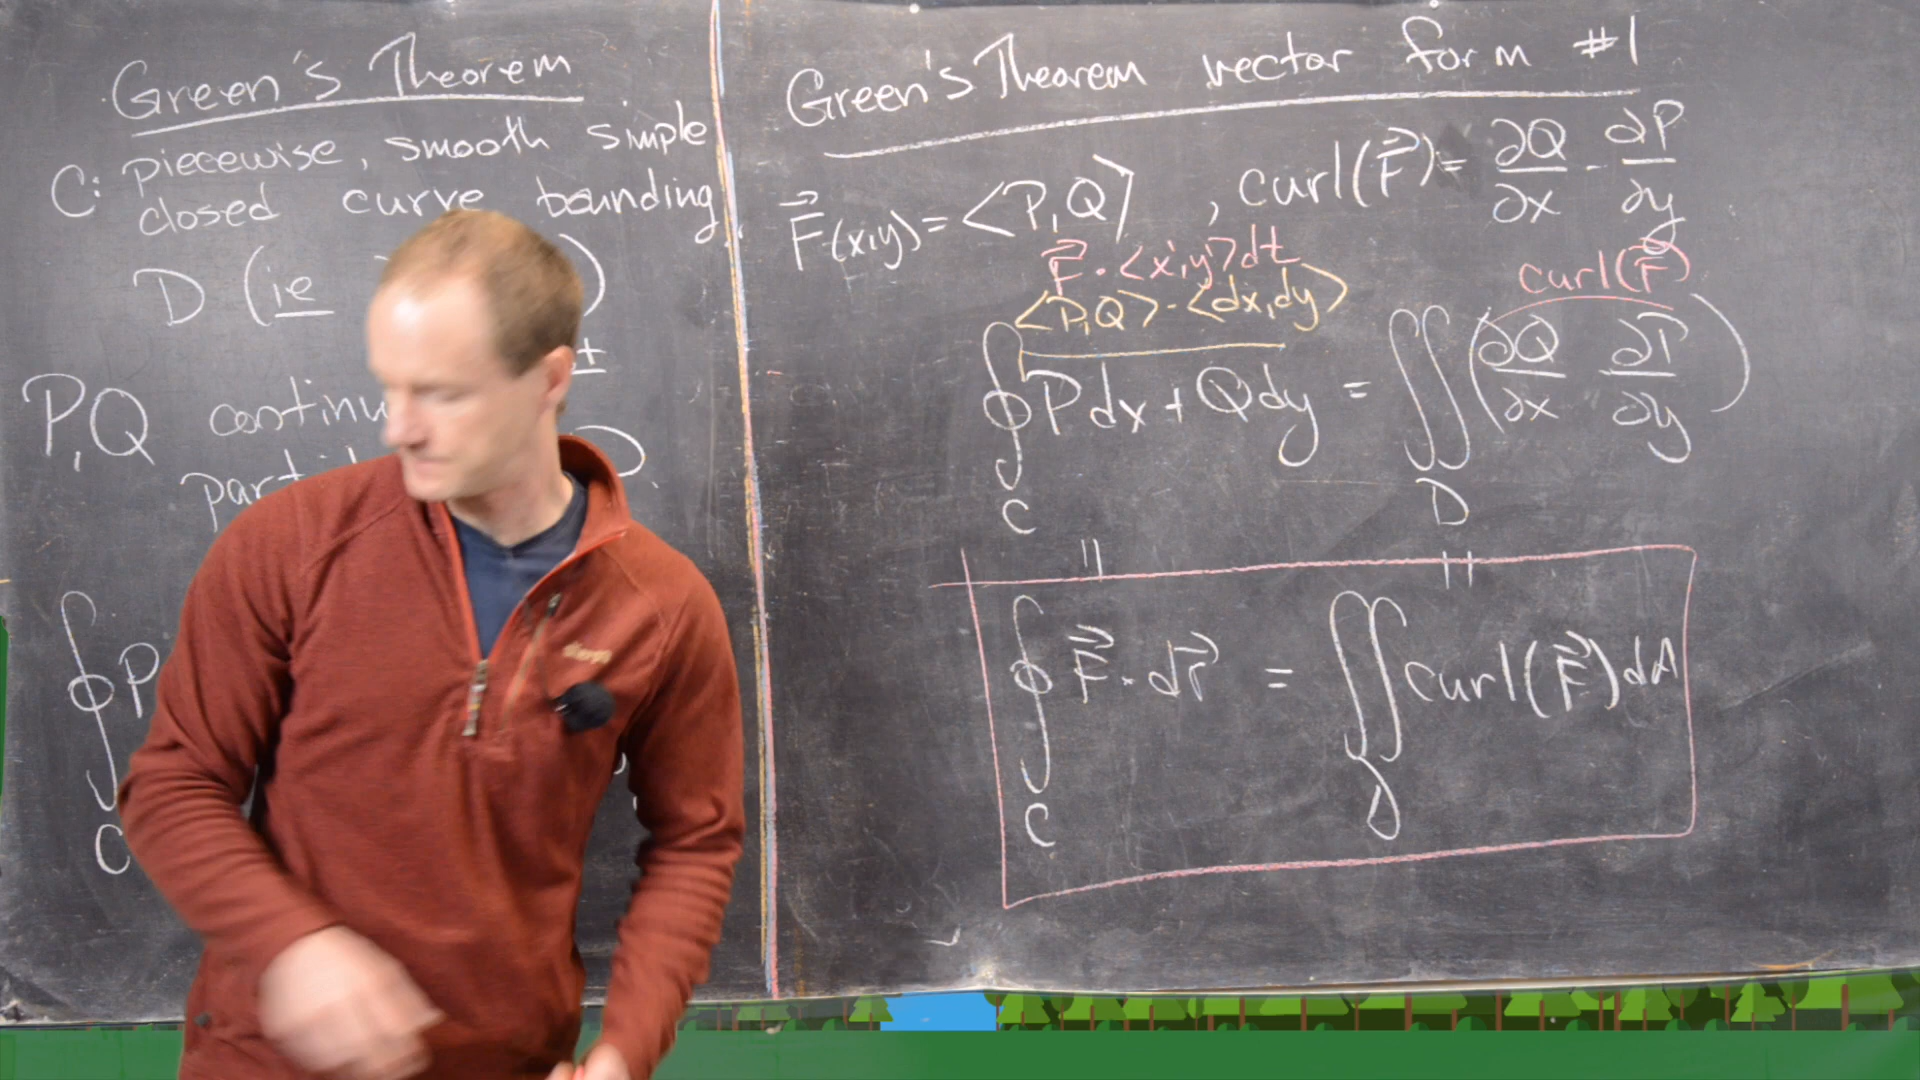 Green's Theorem
C: piecewise, smooth simple
closed curve bounding
D (ie )
+
P,Q continu
part D.
∮P
C
Green's Theorem vector form #1
F⃗(x,y) = <P,Q> , curl(F⃗) = ∂Q/∂x - ∂P/∂y
F⃗ · <x',y'>dt
curl(F⃗)
<P,Q> · <dx,dy>
∮ Pdx + Qdy = ∬ (∂Q/∂x ∂P/∂y)
C D
|| ||
∮ F⃗ · dr⃗ = ∬ curl(F⃗) dA
C D